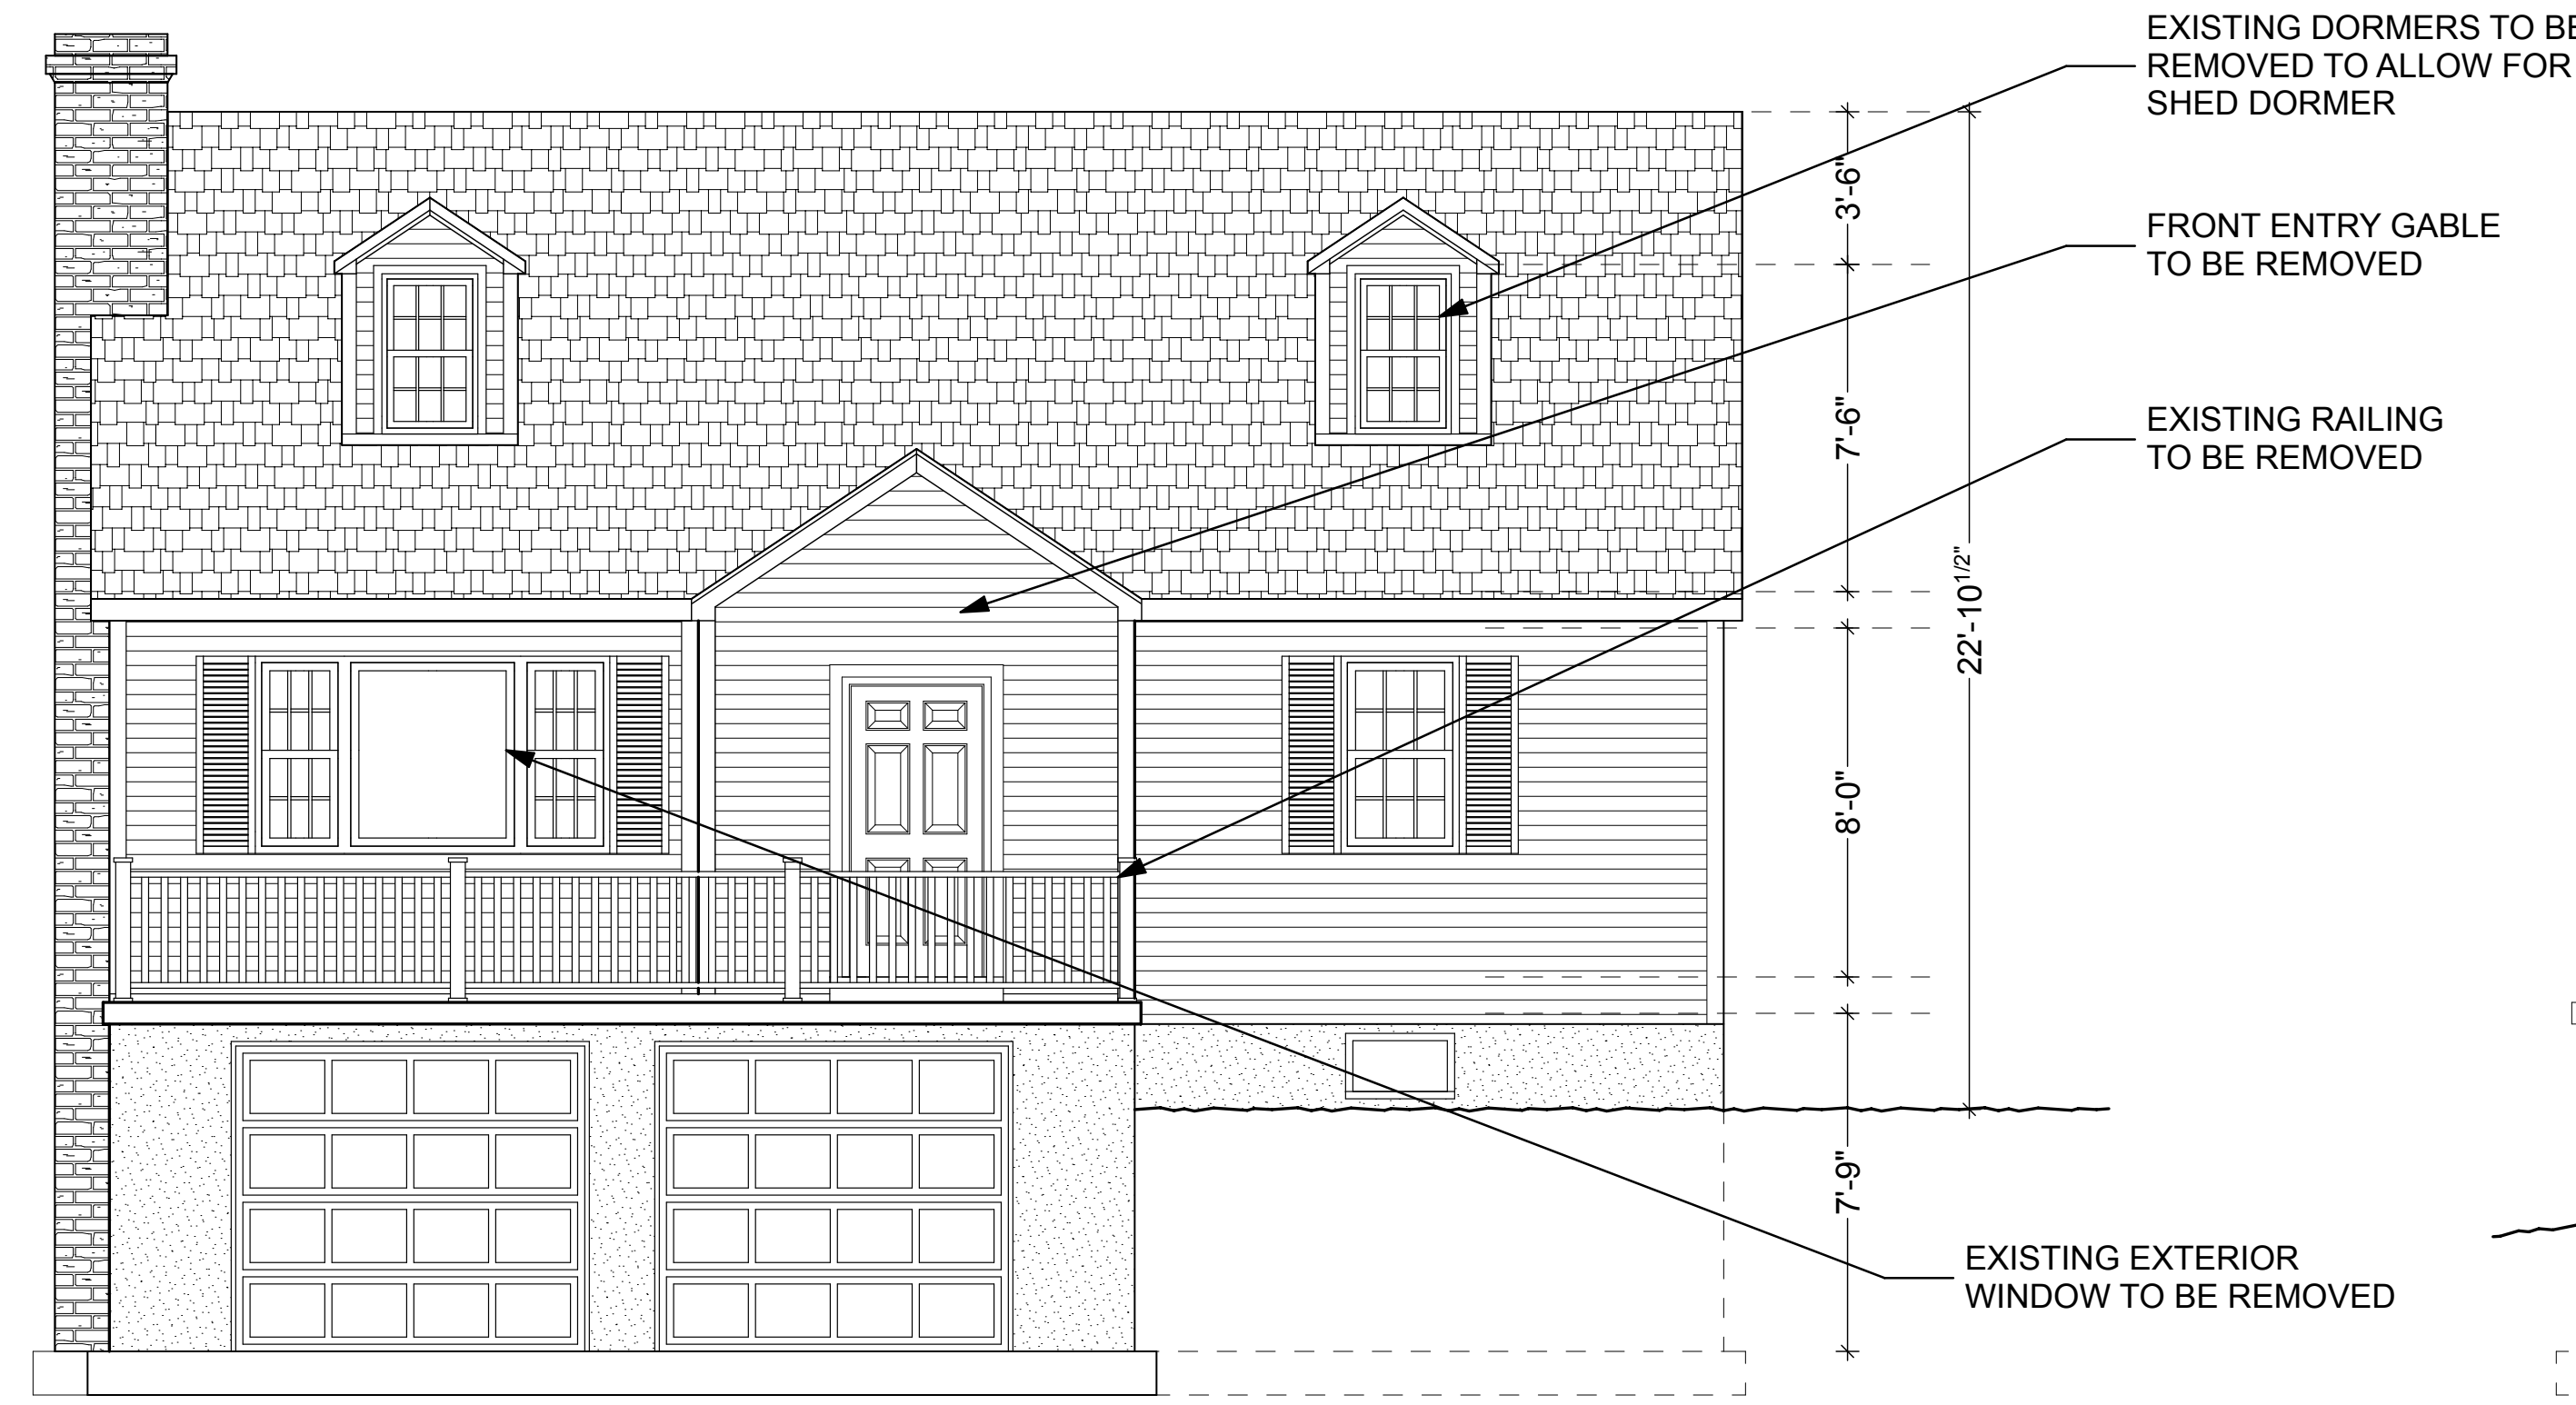 EXISTING DORMERS TO BE
REMOVED TO ALLOW FOR
SHED DORMER
3'-6"
FRONT ENTRY GABLE
TO BE REMOVED
7'-6"
EXISTING RAILING
TO BE REMOVED
22'-10 1/2"
8'-0"
7'-9"
EXISTING EXTERIOR
WINDOW TO BE REMOVED